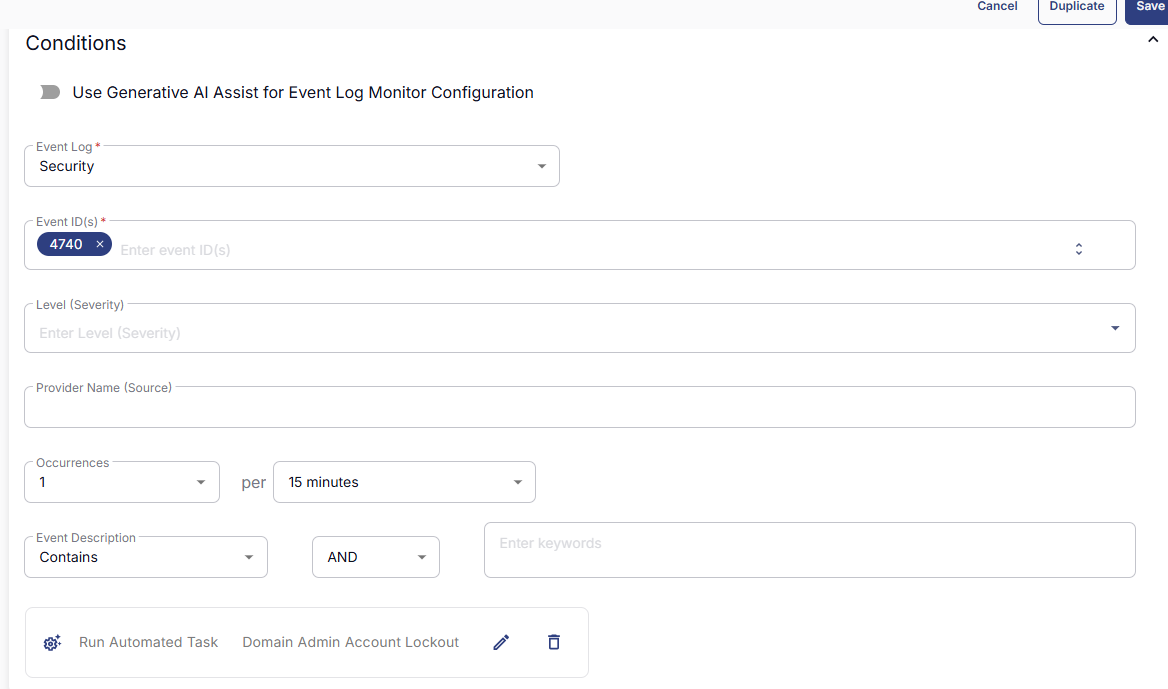 Cancel Duplicate Save
Conditions
Use Generative AI Assist for Event Log Monitor Configuration
Event Log *
Security
Event ID(s) *
4740 × Enter event ID(s)
Level (Severity)
Enter Level (Severity)
Provider Name (Source)
Occurrences
1 per 15 minutes
Event Description
Contains AND Enter keywords
Run Automated Task Domain Admin Account Lockout